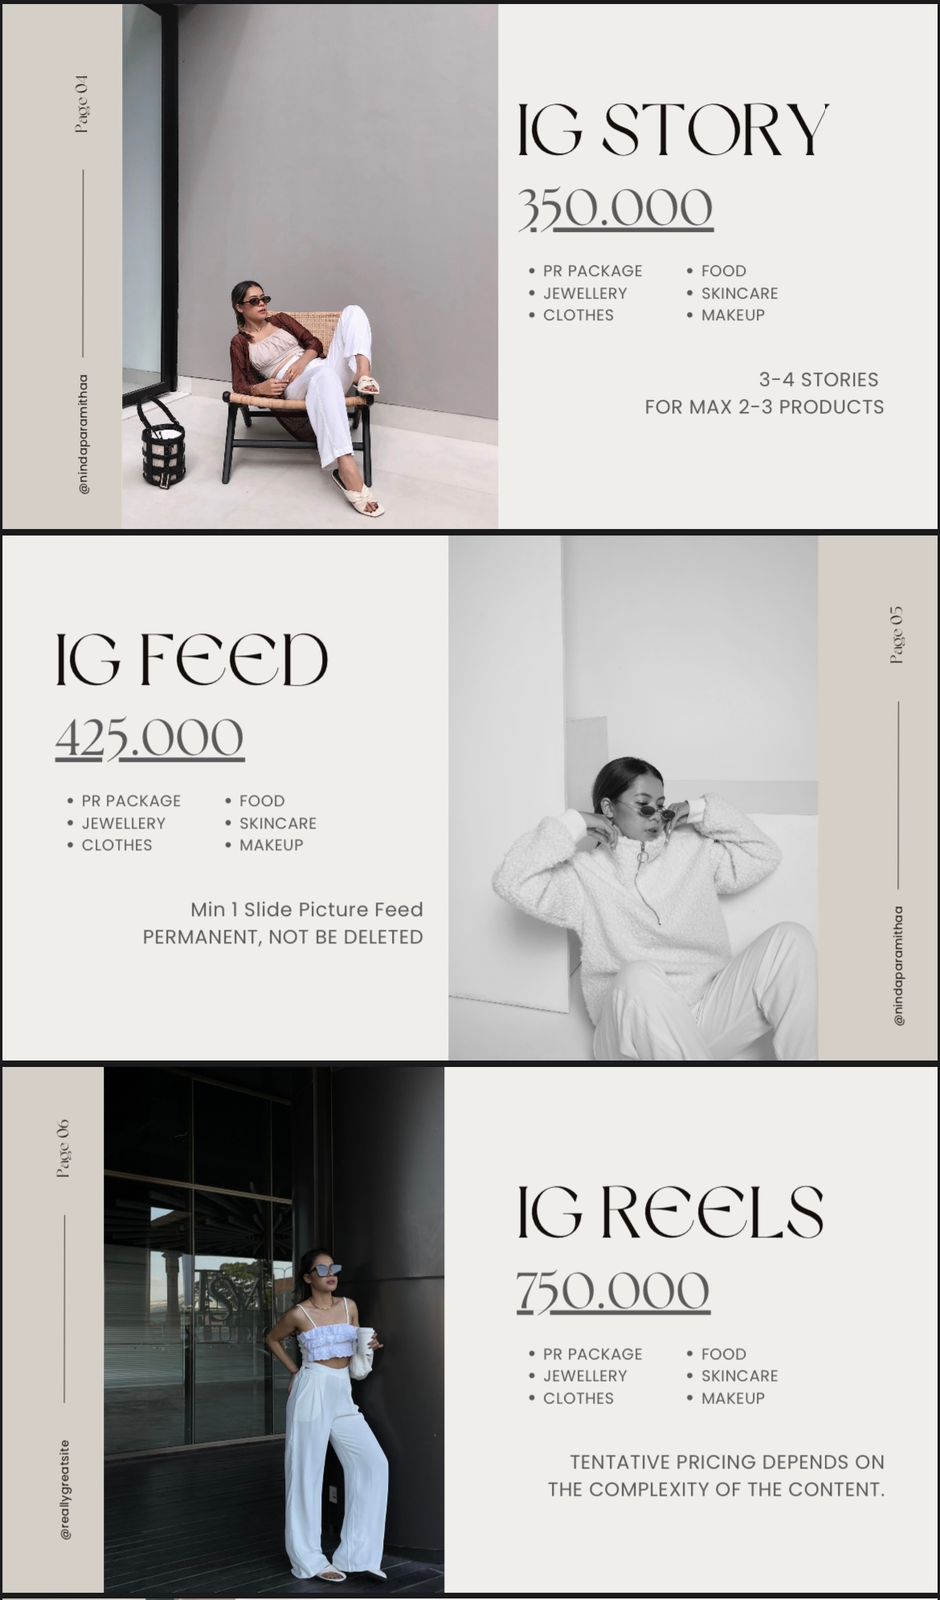 Page 04
@nindaparamithaa
IG STORY
350.000
• PR PACKAGE
• JEWELLERY
• CLOTHES
• FOOD
• SKINCARE
• MAKEUP
3-4 STORIES
FOR MAX 2-3 PRODUCTS
IG FEED
425.000
• PR PACKAGE
• JEWELLERY
• CLOTHES
• FOOD
• SKINCARE
• MAKEUP
Min 1 Slide Picture Feed
PERMANENT, NOT BE DELETED
Page 05
@nindaparamithaa
Page 06
@reallygreatsite
IG REELS
750.000
• PR PACKAGE
• JEWELLERY
• CLOTHES
• FOOD
• SKINCARE
• MAKEUP
TENTATIVE PRICING DEPENDS ON
THE COMPLEXITY OF THE CONTENT.